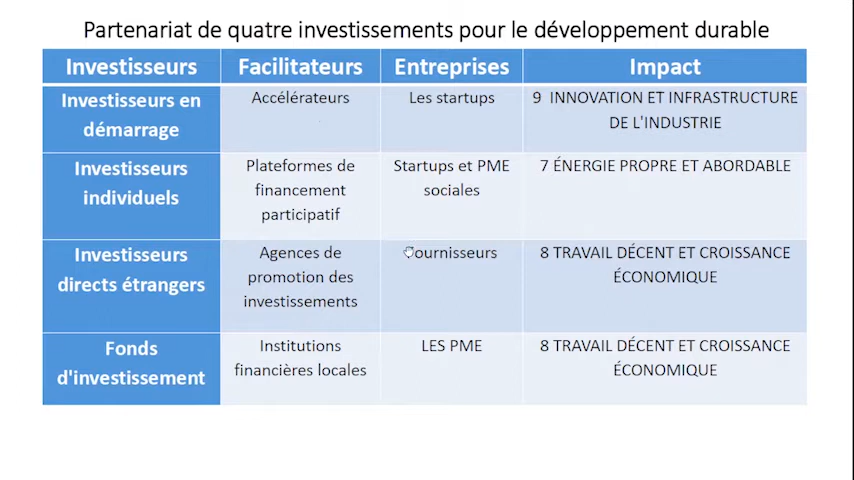 Partenariat de quatre investissements pour le développement durable
Investisseurs Facilitateurs Entreprises Impact
Investisseurs en démarrage Accélérateurs Les startups 9 INNOVATION ET INFRASTRUCTURE DE L'INDUSTRIE
Investisseurs individuels Plateformes de financement participatif Startups et PME sociales 7 ÉNERGIE PROPRE ET ABORDABLE
Investisseurs directs étrangers Agences de promotion des investissements Fournisseurs 8 TRAVAIL DÉCENT ET CROISSANCE ÉCONOMIQUE
Fonds d'investissement Institutions financières locales LES PME 8 TRAVAIL DÉCENT ET CROISSANCE ÉCONOMIQUE